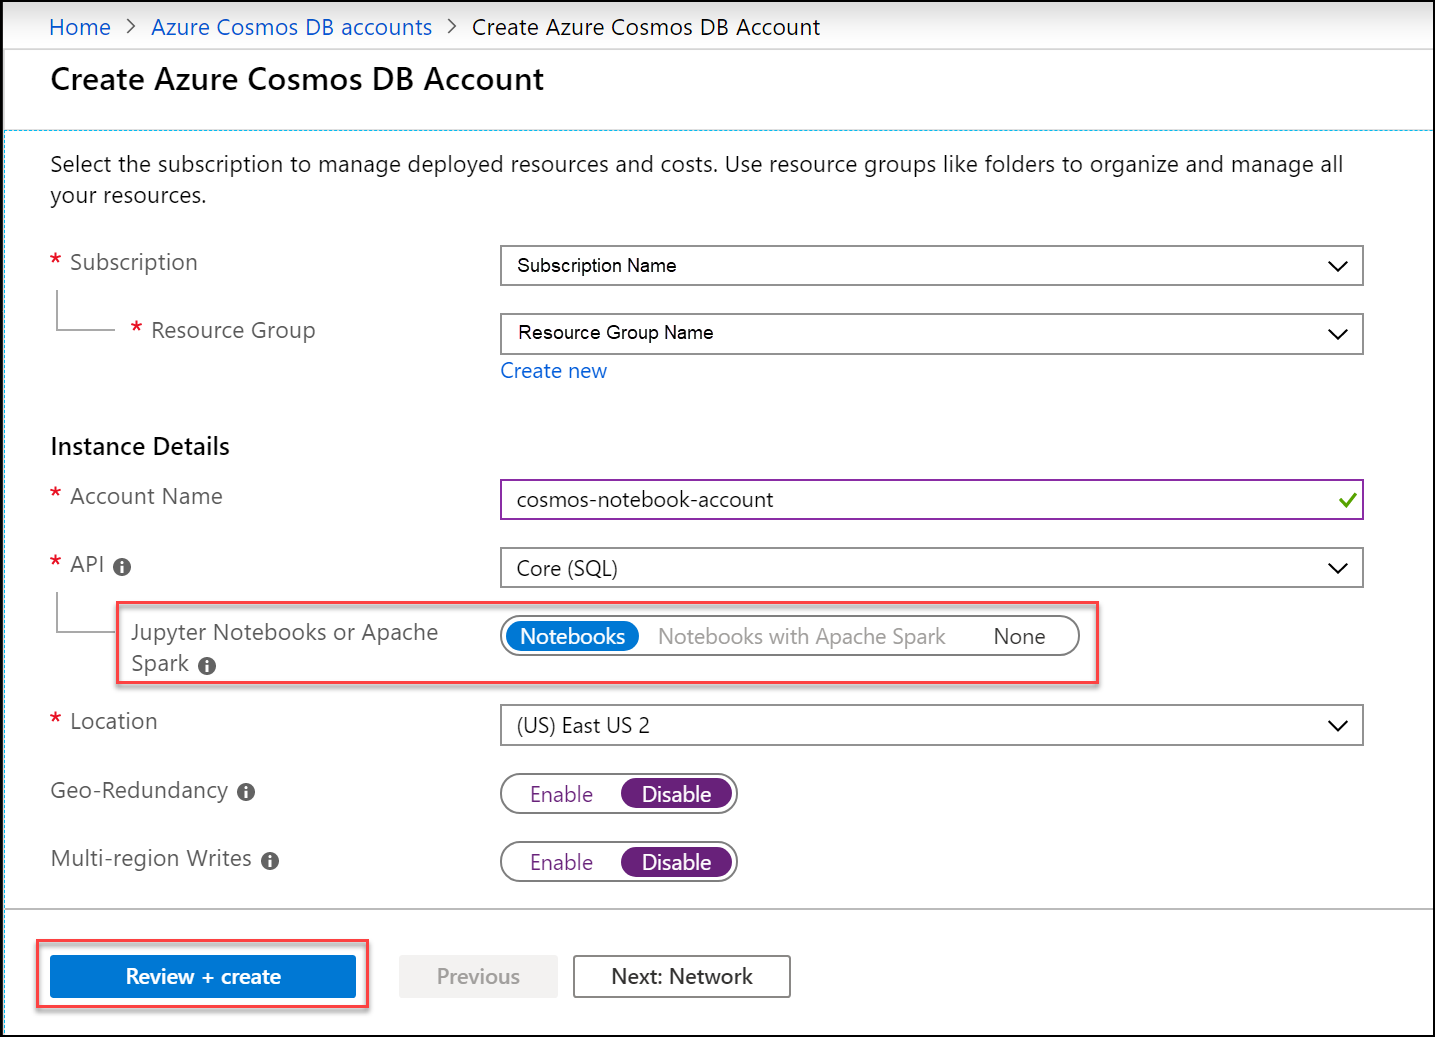 Home > Azure Cosmos DB accounts > Create Azure Cosmos DB Account
Create Azure Cosmos DB Account
Select the subscription to manage deployed resources and costs. Use resource groups like folders to organize and manage all
your resources.
* Subscription
Subscription Name
* Resource Group
Resource Group Name
Create new
Instance Details
* Account Name
cosmos-notebook-account
* API
Core (SQL)
Jupyter Notebooks or Apache
Spark
Notebooks Notebooks with Apache Spark None
* Location
(US) East US 2
Geo-Redundancy
Enable Disable
Multi-region Writes
Enable Disable
Review + create Previous Next: Network